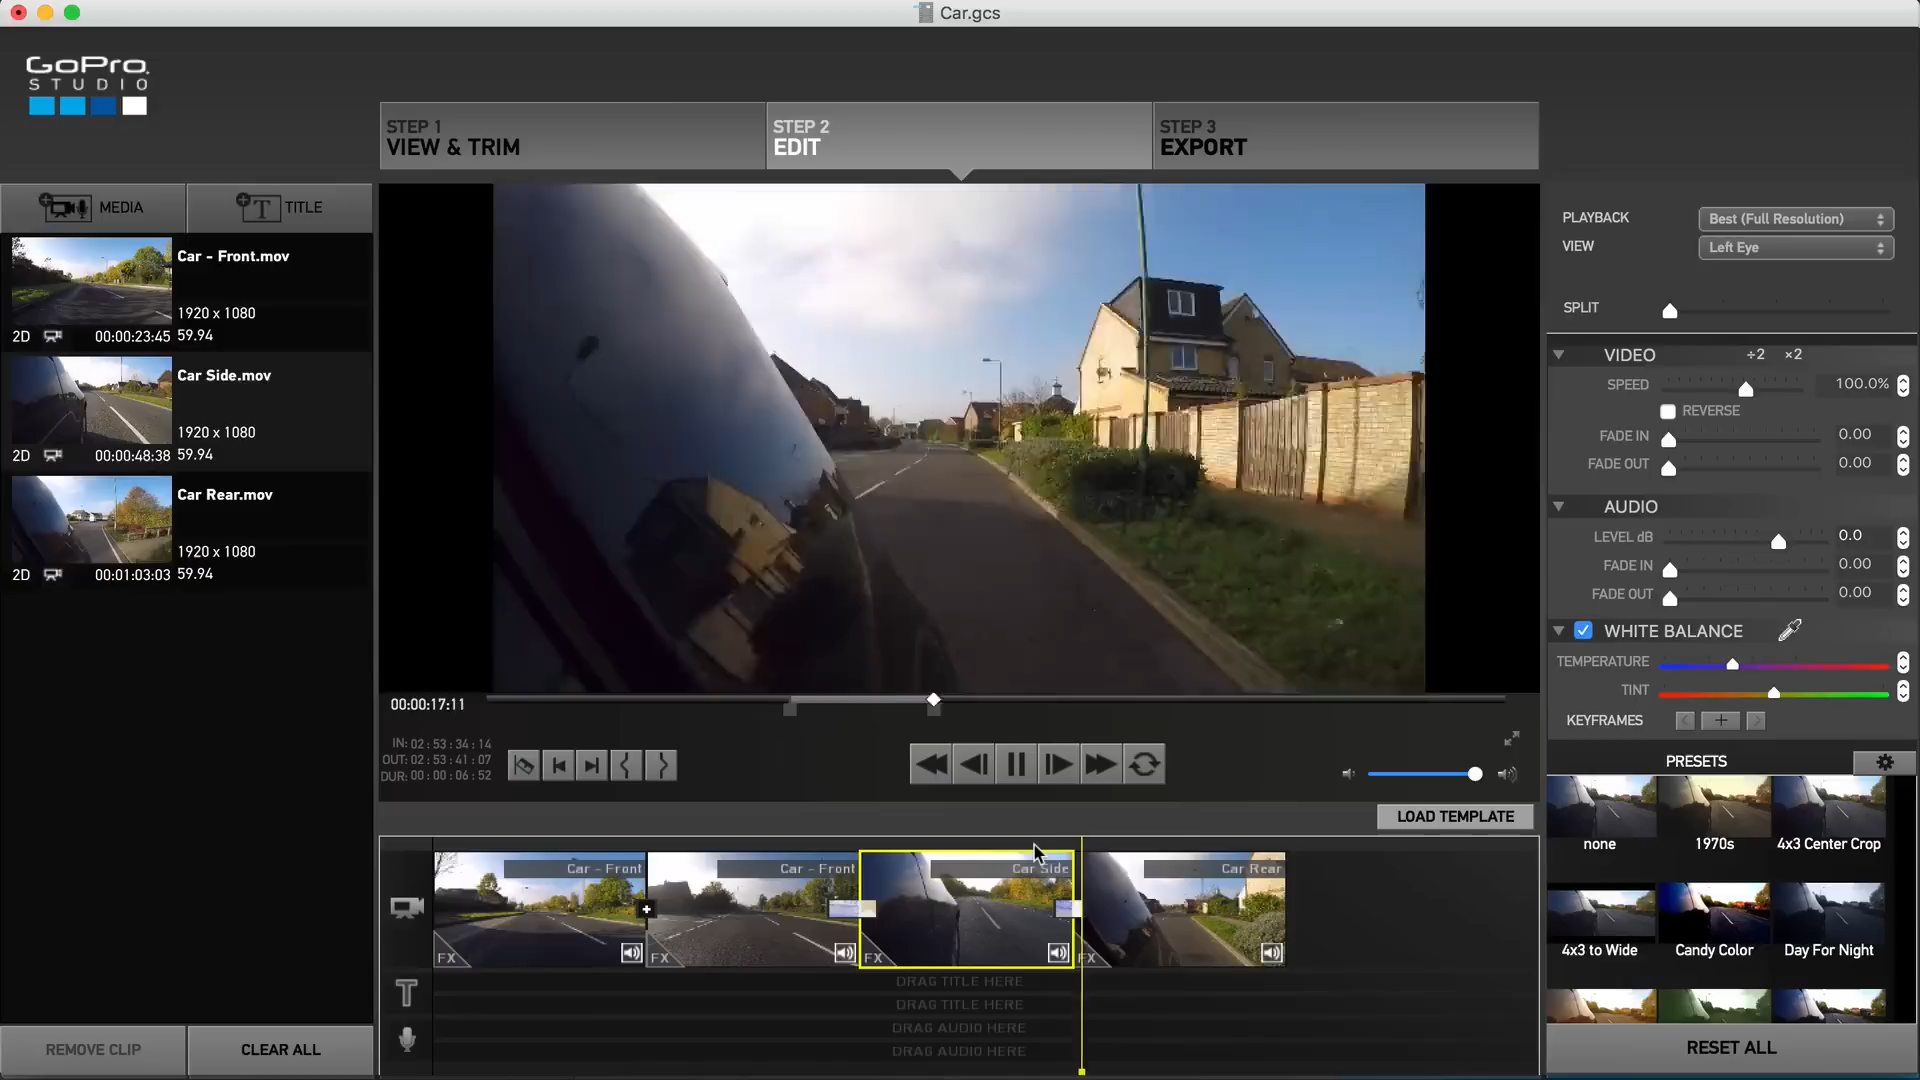 Car.gcs
GoPro.
STUDIO
STEP 1
VIEW & TRIM
STEP 2
EDIT
STEP 3
EXPORT
MEDIA
T TITLE
Car - Front.mov
1920 x 1080
2D 00:00:23:45 59.94
Car Side.mov
1920 x 1080
2D 00:00:48:38 59.94
Car Rear.mov
1920 x 1080
2D 00:01:03:03 59.94
REMOVE CLIP
CLEAR ALL
00:00:17:11
IN: 02:53:34:14
OUT: 02:53:41:07
DUR: 00:00:06:52
LOAD TEMPLATE
Car - Front
Car - Front
Car Side
Car Rear
FX
FX
FX
FX
T
DRAG TITLE HERE
DRAG TITLE HERE
DRAG AUDIO HERE
DRAG AUDIO HERE
PLAYBACK Best (Full Resolution)
VIEW Left Eye
SPLIT
VIDEO ÷2 ×2
SPEED 100.0%
REVERSE
FADE IN 0.00
FADE OUT 0.00
AUDIO
LEVEL dB 0.0
FADE IN 0.00
FADE OUT 0.00
WHITE BALANCE
TEMPERATURE
TINT
KEYFRAMES < + >
PRESETS
none
1970s
4x3 Center Crop
4x3 to Wide
Candy Color
Day For Night
RESET ALL